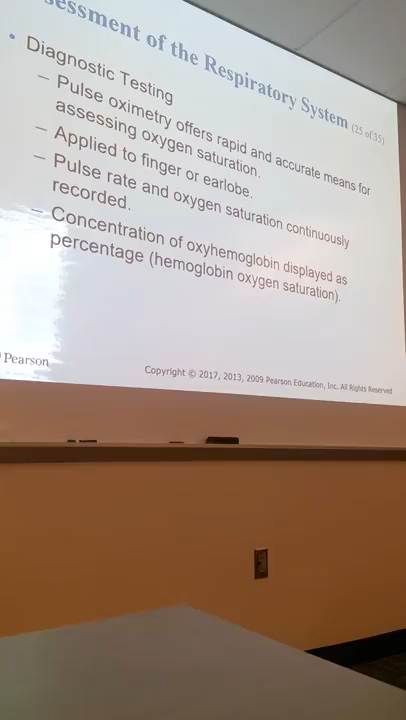 sessment of the Respiratory System (25 of 35)
• Diagnostic Testing
– Pulse oximetry offers rapid and accurate means for
assessing oxygen saturation.
– Applied to finger or earlobe.
– Pulse rate and oxygen saturation continuously
recorded.
– Concentration of oxyhemoglobin displayed as
percentage (hemoglobin oxygen saturation).
Pearson
Copyright © 2017, 2013, 2009 Pearson Education, Inc. All Rights Reserved